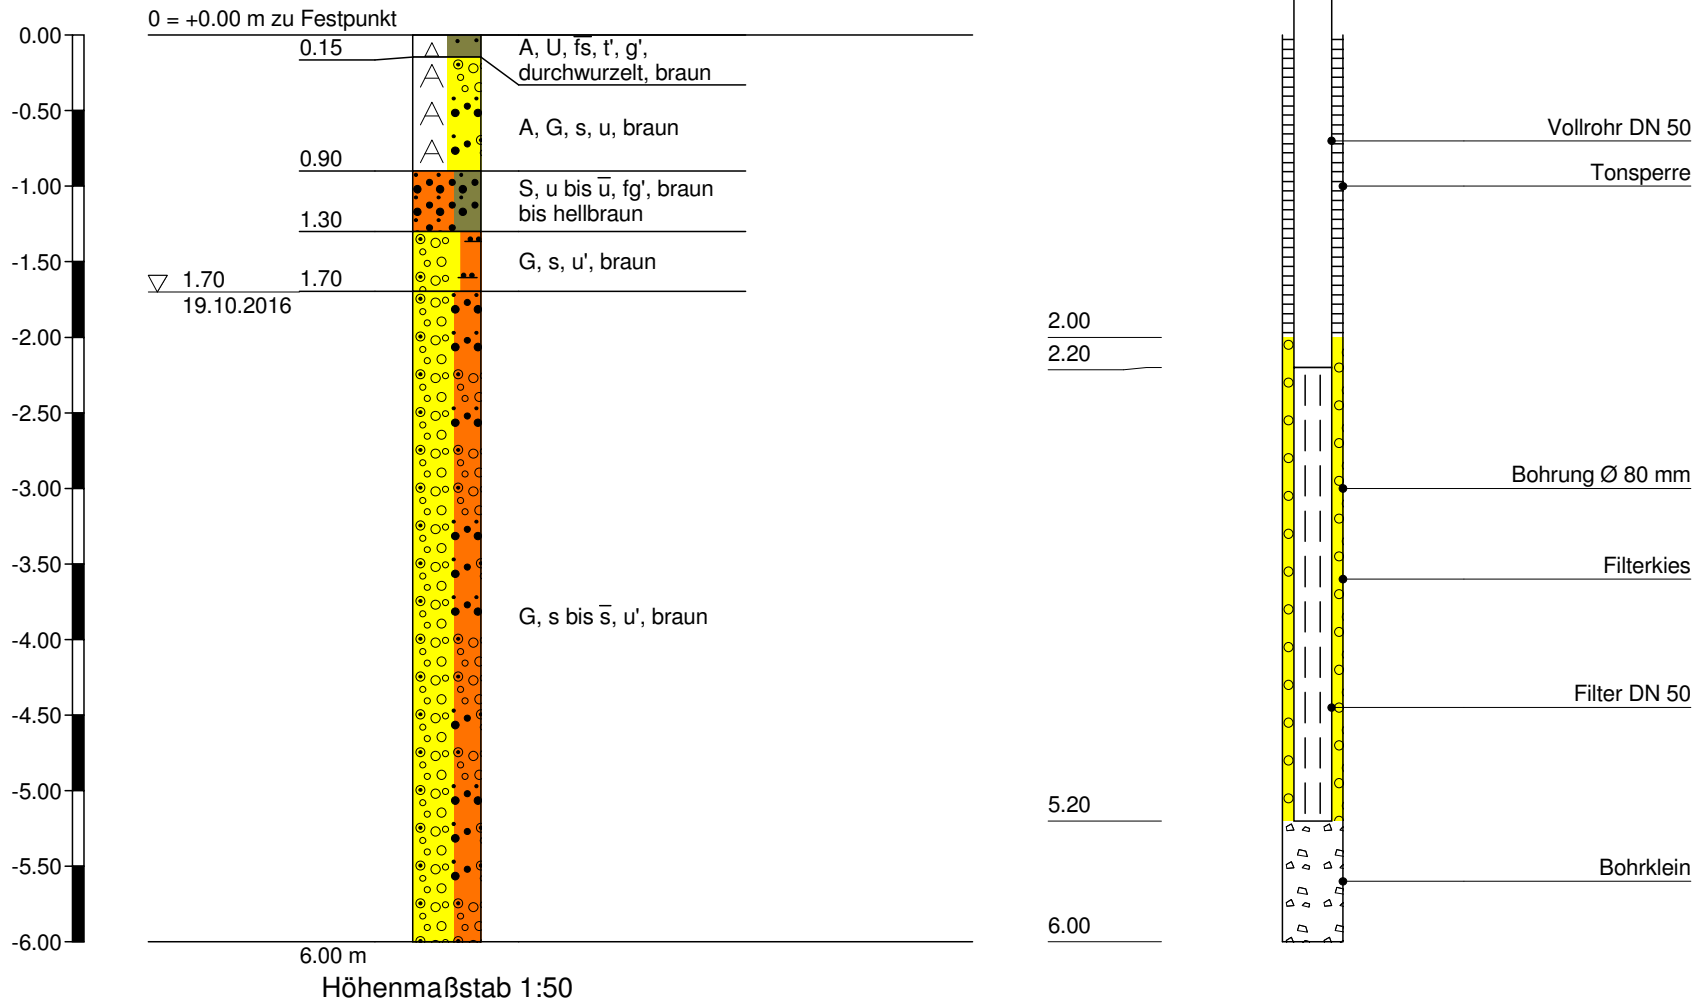 0 = +0.00 m zu Festpunkt
0.00
-0.50
-1.00
-1.50
-2.00
-2.50
-3.00
-3.50
-4.00
-4.50
-5.00
-5.50
-6.00
0.15
0.90
1.30
1.70
1.70
19.10.2016
6.00 m
Höhenmaßstab 1:50
A
A
A
A
A, U, f̅s̅, t', g',
durchwurzelt, braun
A, G, s, u, braun
S, u bis u̅, fg', braun
bis hellbraun
G, s, u', braun
G, s bis s̅, u', braun
2.00
2.20
5.20
6.00
Vollrohr DN 50
Tonsperre
Bohrung Ø 80 mm
Filterkies
Filter DN 50
Bohrklein